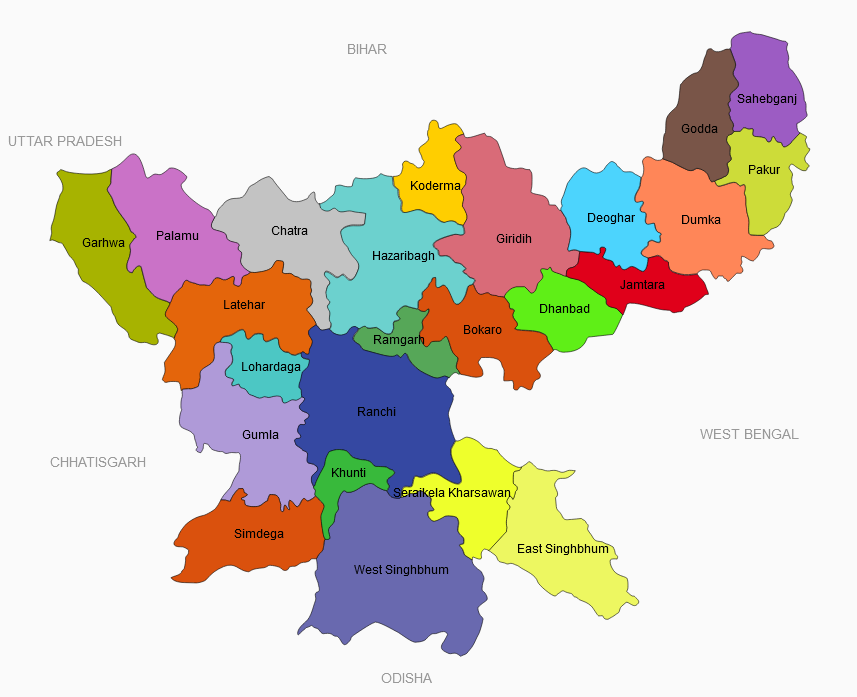 BIHAR
Sahebganj
Godda
UTTAR PRADESH
Pakur
Koderma
Deoghar
Dumka
Chatra
Palamu
Giridih
Garhwa
Hazaribagh
Jamtara
Latehar
Dhanbad
Bokaro
Ramgarh
Lohardaga
Ranchi
Gumla
WEST BENGAL
CHHATISGARH
Khunti
Seraikela Kharsawan
Simdega
East Singhbhum
West Singhbhum
ODISHA